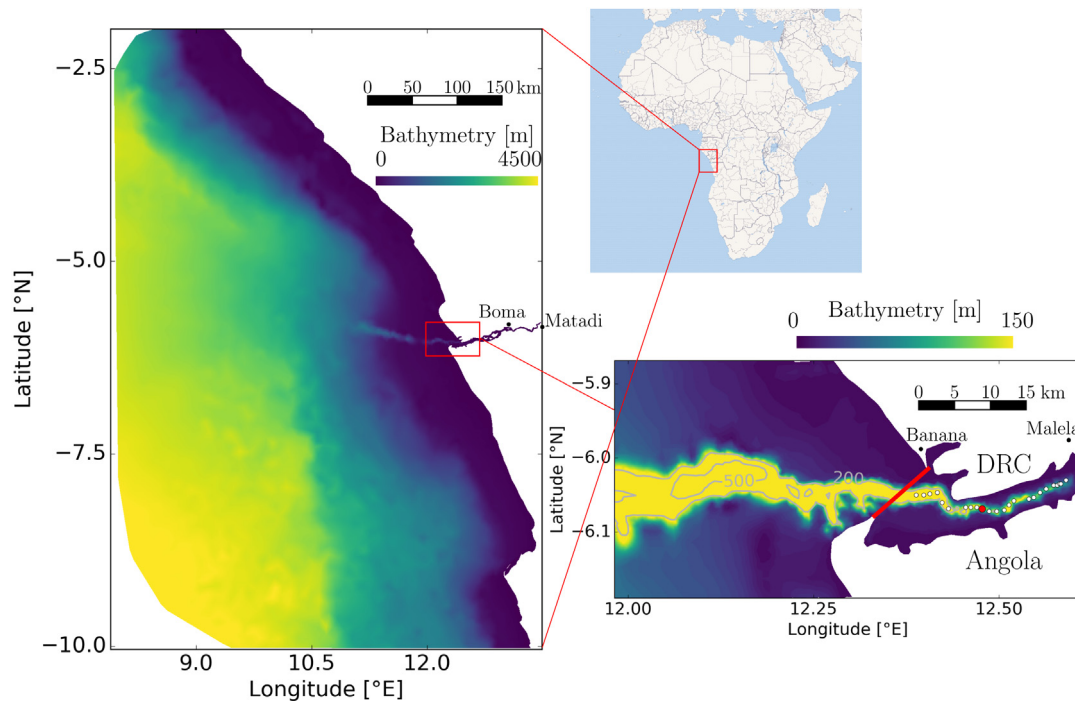 −2.5
−5.0
−7.5
−10.0
Latitude [°N]
9.0
10.5
12.0
Longitude [°E]
0 50 100 150 km
Bathymetry [m]
0 4500
Boma
Matadi
Bathymetry [m]
0 150
0 5 10 15 km
−5.9
−6.0
−6.1
Latitude [°N]
Banana
Malela
DRC
200
500
Angola
12.00
12.25
12.50
Longitude [°E]